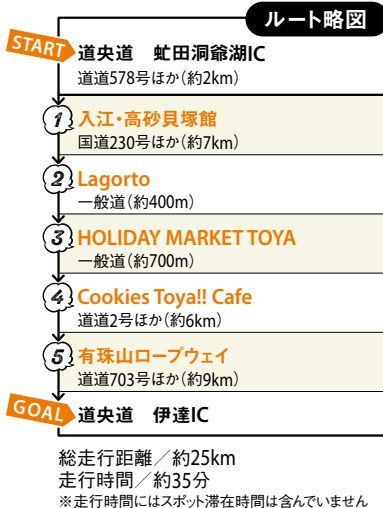 ルート略図
START 道央道 虻田洞爺湖IC
道道578号ほか（約2km）
1 入江・高砂貝塚館
国道230号ほか（約7km）
2 Lagorto
一般道（約400m）
3 HOLIDAY MARKET TOYA
一般道（約700m）
4 Cookies Toya!! Cafe
道道2号ほか（約6km）
5 有珠山ロープウェイ
道道703号ほか（約9km）
GOAL 道央道 伊達IC
総走行距離／約25km
走行時間／約35分
※走行時間にはスポット滞在時間は含んでいません